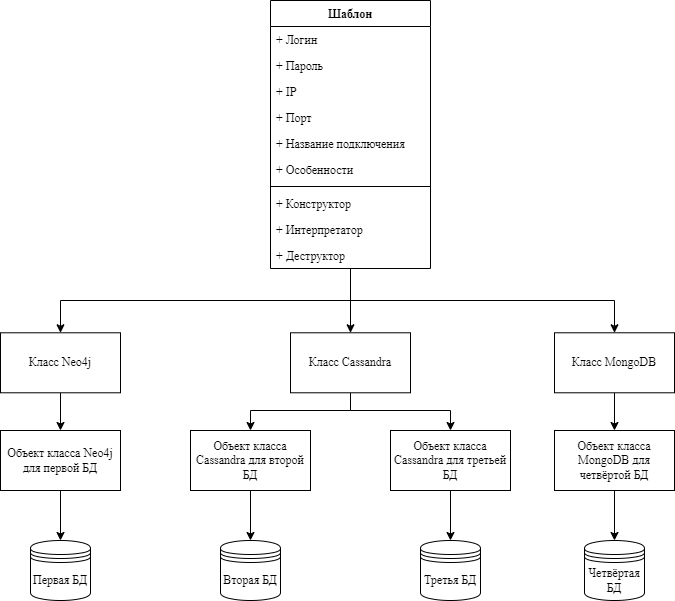 Шаблон
+ Логин
+ Пароль
+ IP
+ Порт
+ Название подключения
+ Особенности
+ Конструктор
+ Интерпретатор
+ Деструктор
Класс Neo4j
Класс Cassandra
Класс MongoDB
Объект класса Neo4j
для первой БД
Объект класса
Cassandra для второй
БД
Объект класса
Cassandra для третьей
БД
Объект класса
MongoDB для
четвёртой БД
Первая БД
Вторая БД
Третья БД
Четвёртая
БД